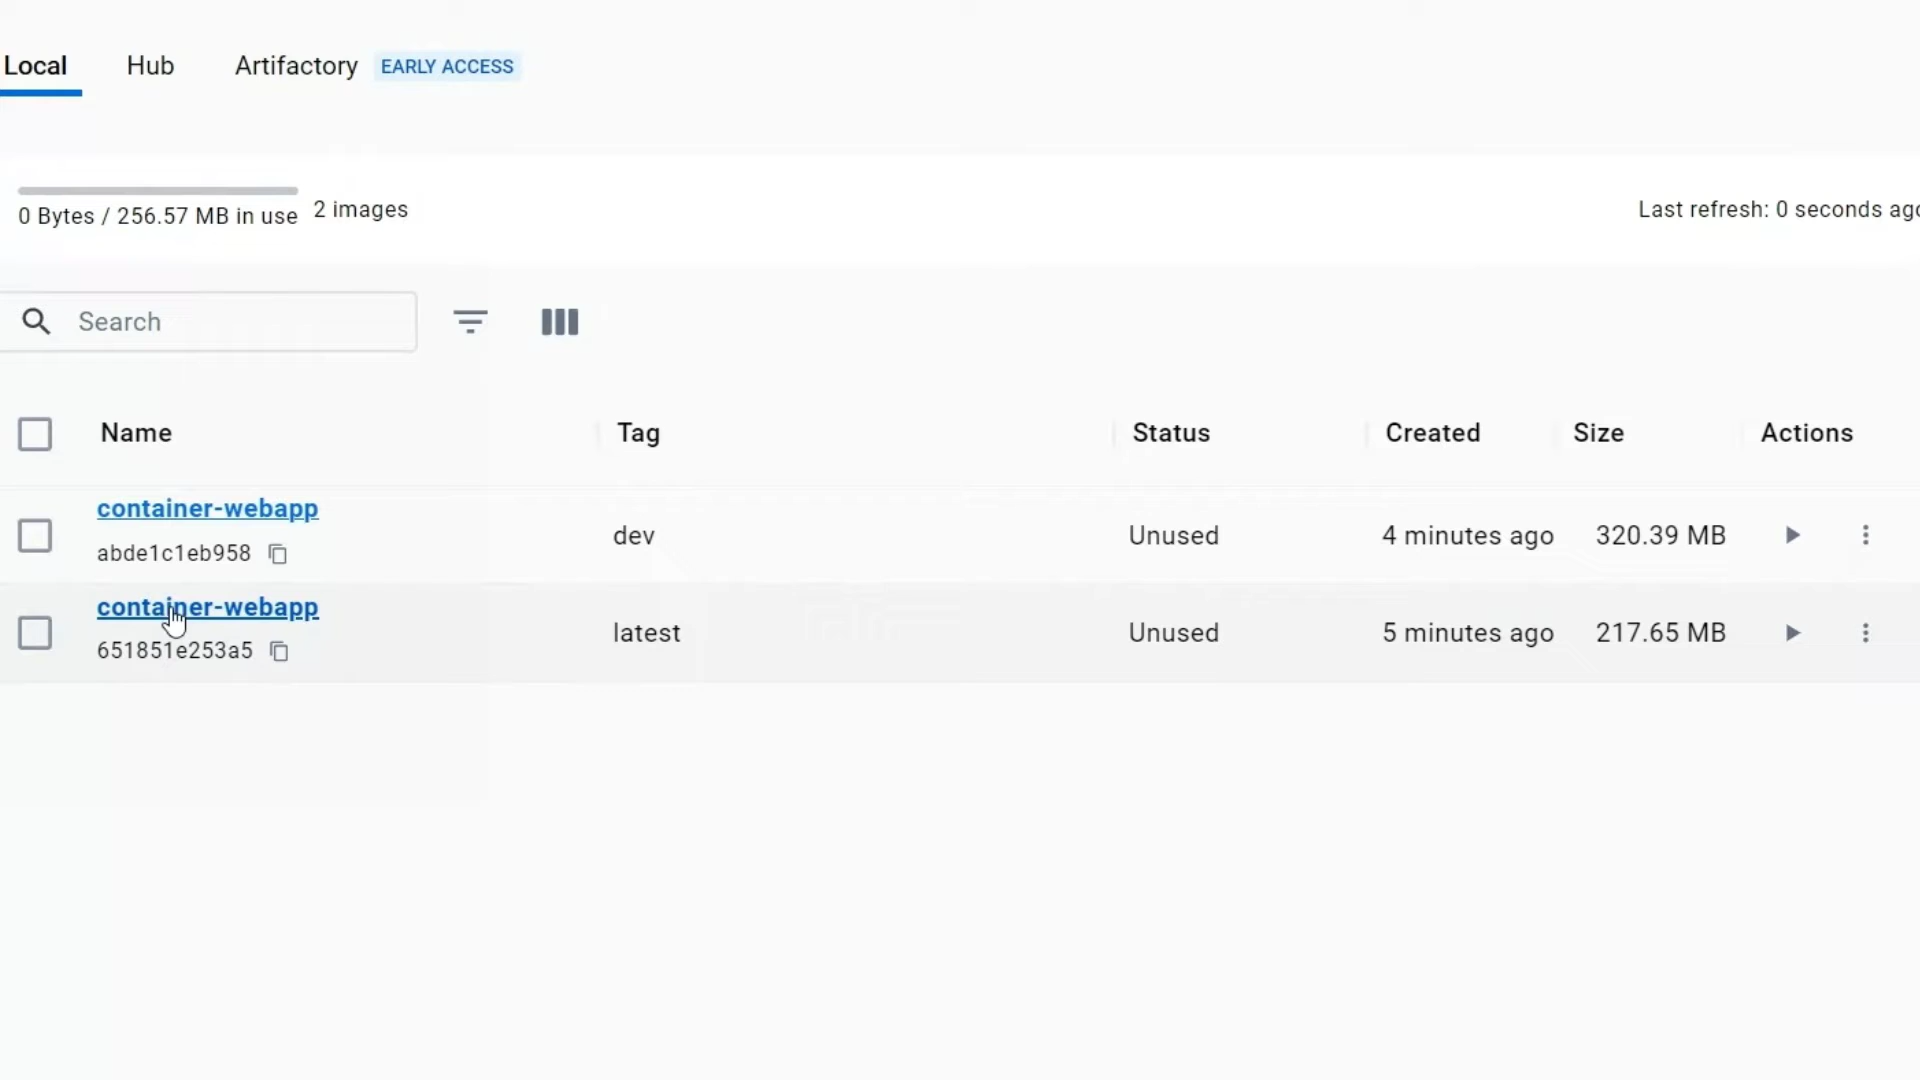 Local Hub Artifactory EARLY ACCESS
0 Bytes / 256.57 MB in use 2 images Last refresh: 0 seconds ago
Search
Name Tag Status Created Size Actions
container-webapp
abde1c1eb958
dev Unused 4 minutes ago 320.39 MB
container-webapp
651851e253a5
latest Unused 5 minutes ago 217.65 MB